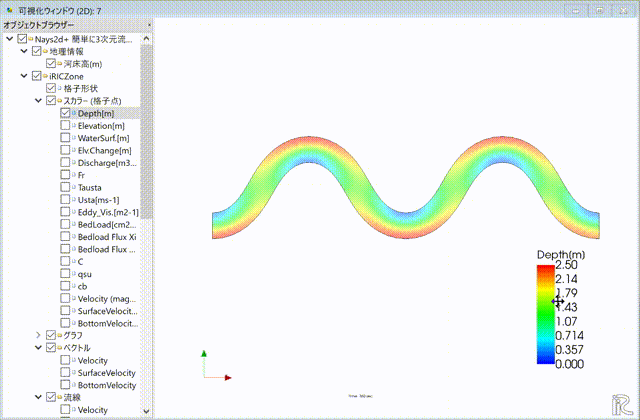 可視化ウィンドウ (2D): 7
オブジェクトブラウザー
Nays2d+ 簡単に3次元流...
地理情報
河床高(m)
iRICZone
格子形状
スカラー (格子点)
Depth[m]
Elevation[m]
WaterSurf.[m]
Elv.Change[m]
Discharge[m3...
Fr
Tausta
Usta[ms-1]
Eddy_Vis.[m2-1]
BedLoad[cm2...
Bedload Flux Xi
Bedload Flux ...
C
qsu
cb
Velocity (mag...
SurfaceVelocit...
BottomVelocit...
グラフ
ベクトル
Velocity
SurfaceVelocity
BottomVelocity
流線
Velocity
Depth[m]
2.50
2.14
1.79
1.43
1.07
0.714
0.357
0.000